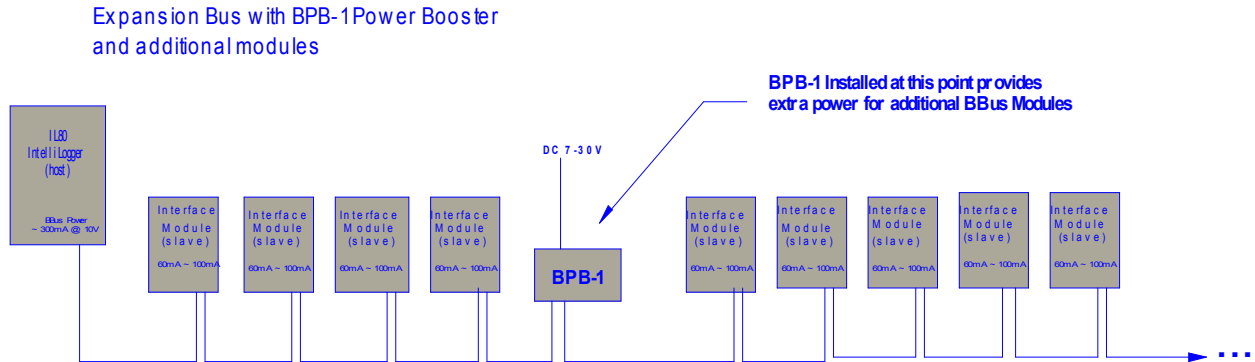 Expansion Bus with BPB-1Power Booster
and additional modules
BPB-1 Installed at this point provides
extra power for additional BBus Modules
IL80
IntelliLogger
(host)
BBus Power
~ 300mA @ 10V
DC 7-30V
Interface
Module
(slave)
60mA ~ 100mA
Interface
Module
(slave)
60mA ~ 100mA
Interface
Module
(slave)
60mA ~ 100mA
Interface
Module
(slave)
60mA ~ 100mA
BPB-1
Interface
Module
(slave)
60mA ~ 100mA
Interface
Module
(slave)
60mA ~ 100mA
Interface
Module
(slave)
60mA ~ 100mA
Interface
Module
(slave)
60mA ~ 100mA
Interface
Module
(slave)
60mA ~ 100mA
...